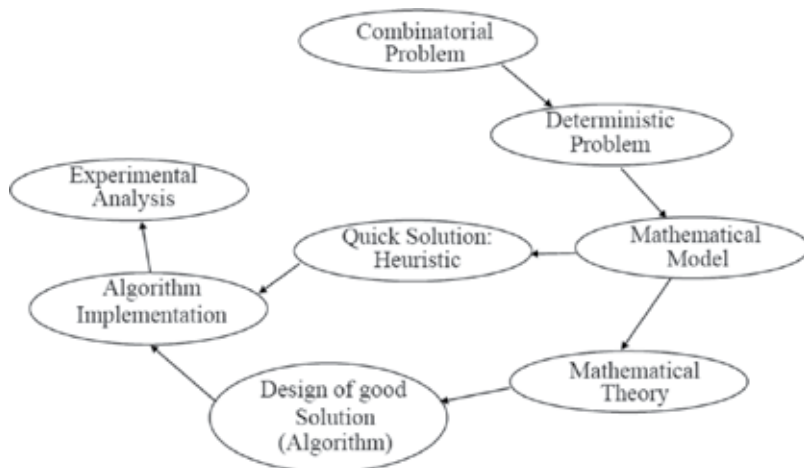 Combinatorial
Problem
Deterministic
Problem
Experimental
Analysis
Quick Solution:
Heuristic
Mathematical
Model
Algorithm
Implementation
Mathematical
Theory
Design of good
Solution
(Algorithm)